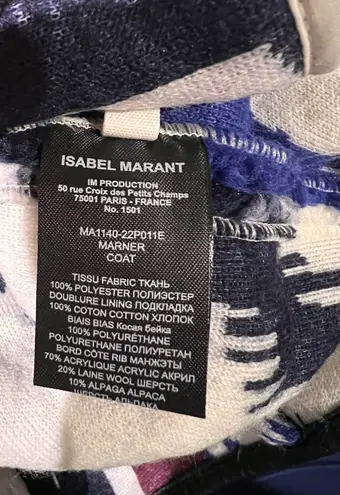 ISABEL MARANT
IM PRODUCTION
50 rue Croix des Petits Champs
75001 PARIS - FRANCE
No. 1501
MA1140-22P011E
MARNER
COAT
TISSU FABRIC ТКАНЬ
100% POLYESTER ПОЛИЭСТЕР
DOUBLURE LINING ПОДКЛАДКА
100% COTON COTTON ХЛОПОК
BIAIS BIAS Косая бейка
100% POLYURÉTHANE
POLYURETHANE ПОЛИУРЕТАН
BORD CÔTE RIB МАНЖЕТЫ
70% ACRYLIQUE ACRYLIC АКРИЛ
20% LAINE WOOL ШЕРСТЬ
10% ALPAGA ALPACA
ШЕРСТЬ АЛЬПАКА